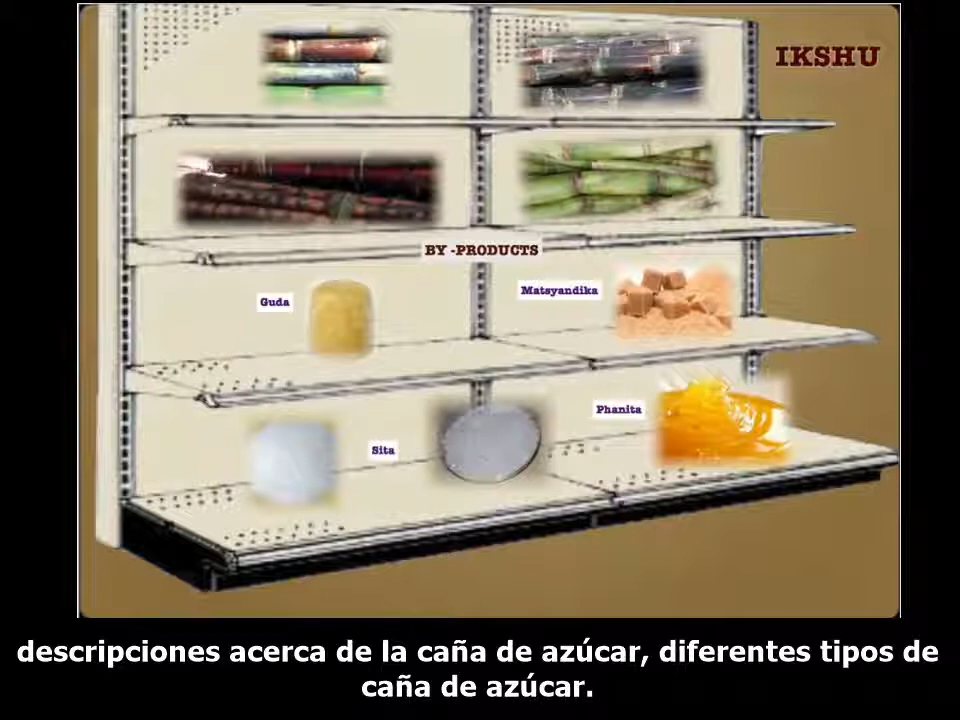 IKSHU
BY -PRODUCTS
Guda
Matsyandika
Sita
Phanita
descripciones acerca de la caña de azúcar, diferentes tipos de
caña de azúcar.